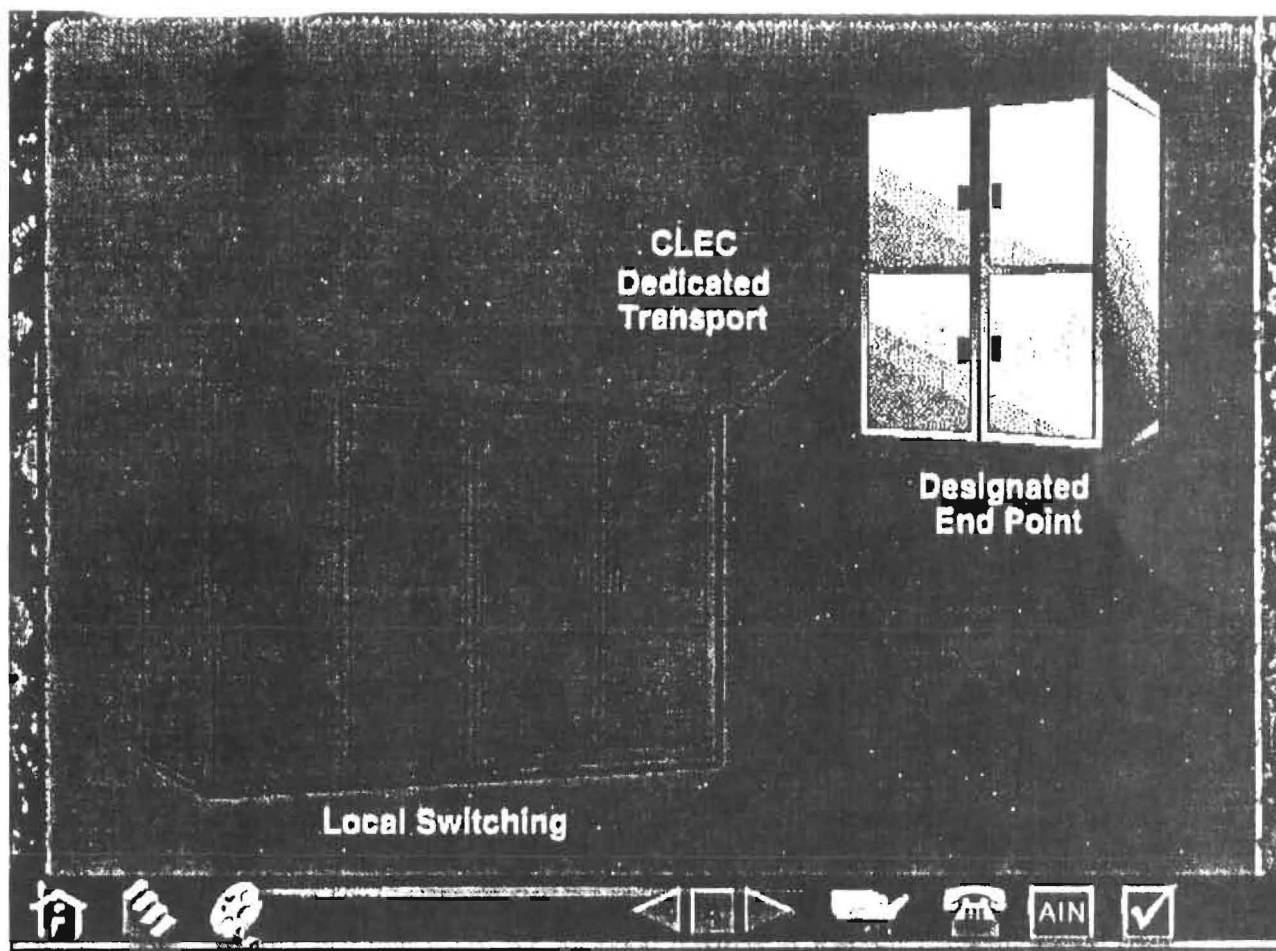 CLEC
Dedicated
Transport
Designated
End Point
Local Switching
AIN